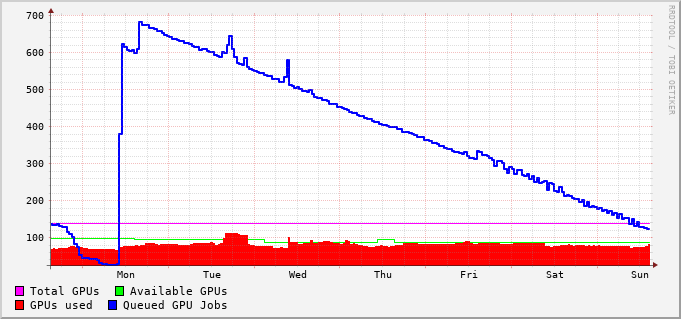 700
600
500
400
300
200
100
Mon Tue Wed Thu Fri Sat Sun
Total GPUs Available GPUs
GPUs used Queued GPU Jobs
RRDTOOL / TOBI OETIKER